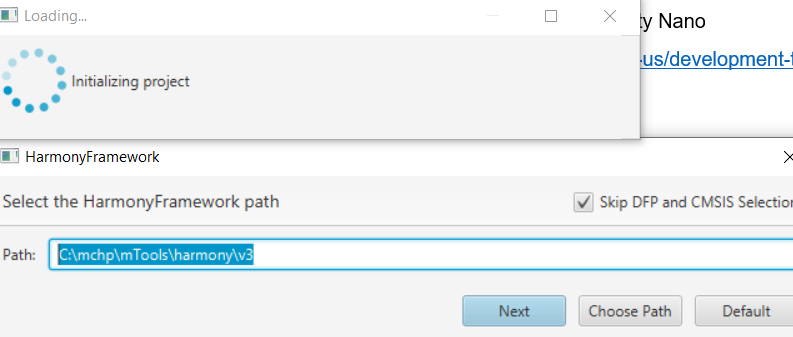 Loading...
ty Nano
-us/development-t
Initializing project
HarmonyFramework
Select the HarmonyFramework path
Skip DFP and CMSIS Selection
Path:
C:\mchp\mTools\harmony\v3
Next
Choose Path
Default